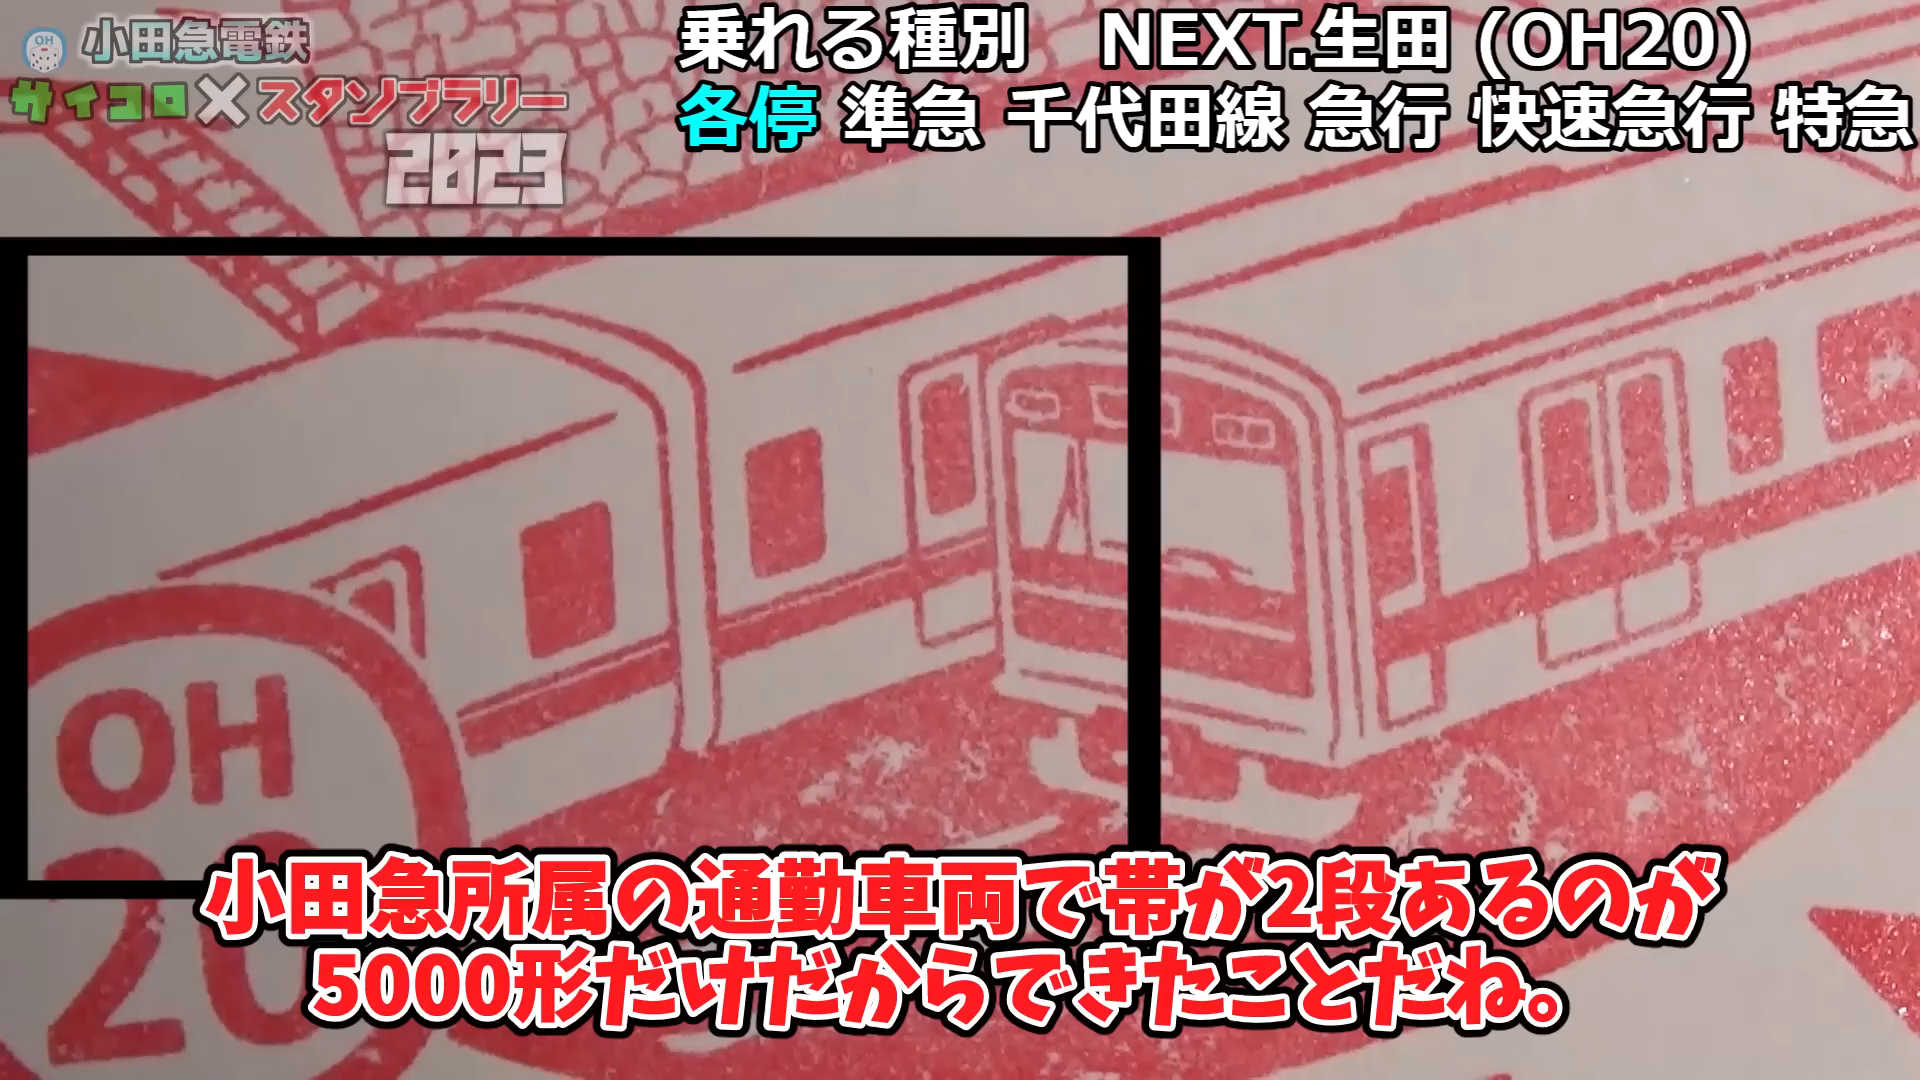 小田急電鉄
サイコロ×スタンプラリー
2023
乗れる種別 NEXT.生田 (OH20)
各停 準急 千代田線 急行 快速急行 特急
OH
20
小田急所属の通勤車両で帯が2段あるのが
5000形だけだからできたことだね。